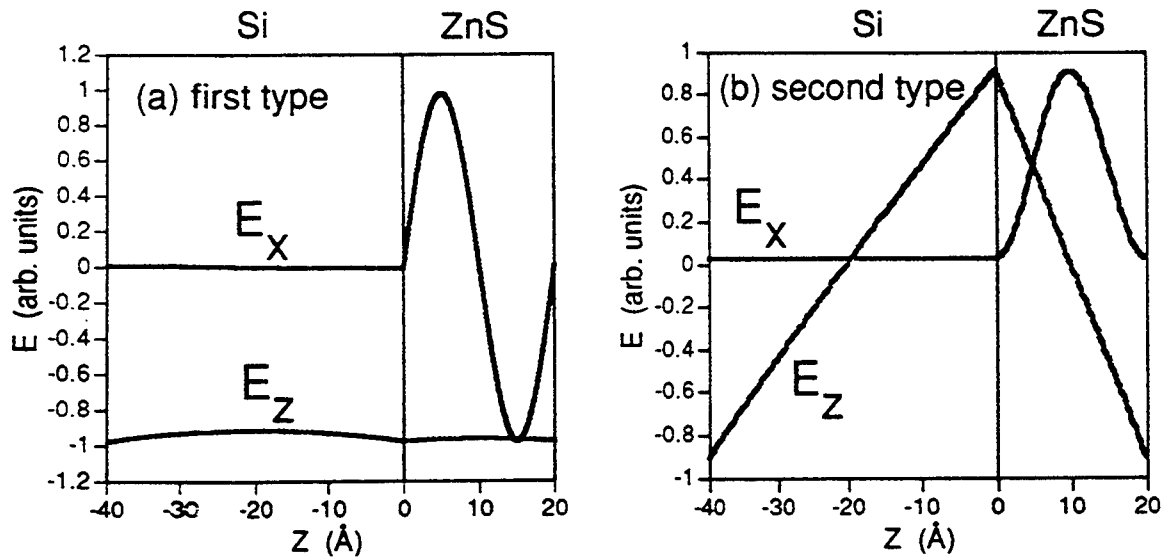 Si ZnS
1.2
1
0.8
0.6
0.4
0.2
0
-0.2
-0.4
-0.6
-0.8
-1
-1.2
E (arb. units)
(a) first type
E x
E z
-40 -30 -20 -10 0 10 20
Z (Å)
Si ZnS
1
0.8
0.6
0.4
0.2
0
-0.2
-0.4
-0.6
-0.8
-1
E (arb. units)
(b) second type
E x
E z
-40 -30 -20 -10 0 10 20
Z (Å)